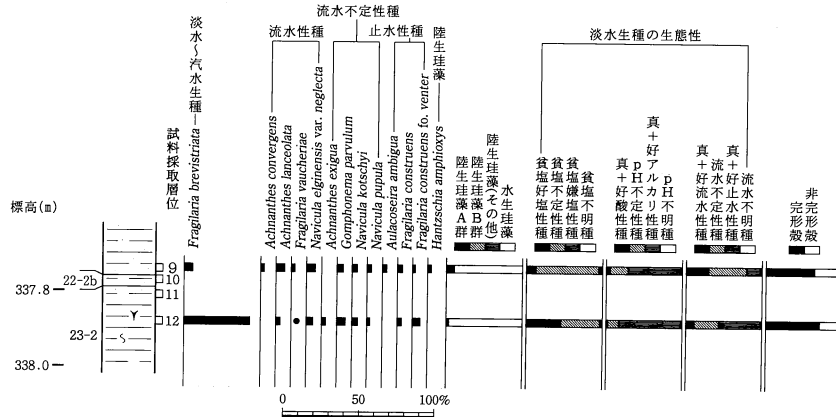 流水不定性種
流水性種
止水性種
陸生珪藻
淡水生種の生態性
淡水~汽水生種
試料採取層位
Fragilaria brevistriata
Achnanthes convergens
Achnanthes lanceolata
Fragilaria vaucheriae
Navicula elginensis var. neglecta
Achnanthes exigua
Gomphonema parvulum
Navicula kotschyi
Navicula pupula
Aulacoseira ambigua
Fragilaria construens
Fragilaria construens fo. venter
Hantzschia amphioxys
陸生珪藻A群
陸生珪藻B群
陸生珪藻(その他)
水生珪藻
貧塩好塩性種
貧塩不定性種
貧塩嫌塩性種
貧塩不明種
真+好酸性種
pH不定性種
真+好アルカリ性種
pH不明種
真+好流水性種
流水不定性種
真+好止水性種
流水不明種
完形殻
非完形殻
標高(m)
9
22-2b
10
337.8
11
12
23-2
338.0
0
50
100%